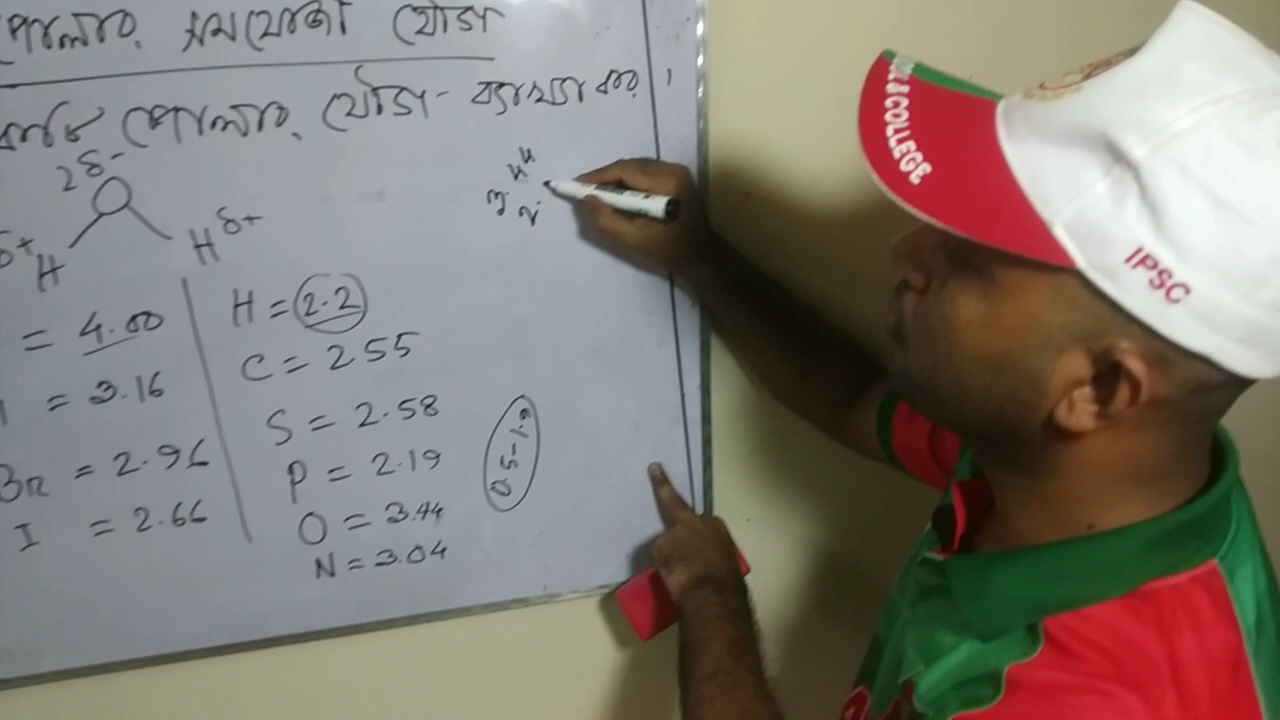 পোলার সমযোজী যৌগ
পোলার যৌগ- ব্যাখ্যা কর।
2δ-
δ+
H
H δ+
= 4.00
= 3.16
Br = 2.96
I = 2.66
H = 2.2
C = 2.55
S = 2.58
P = 2.19
O = 3.44
N = 3.04
0.5-1.9
& COLLEGE
IPSC